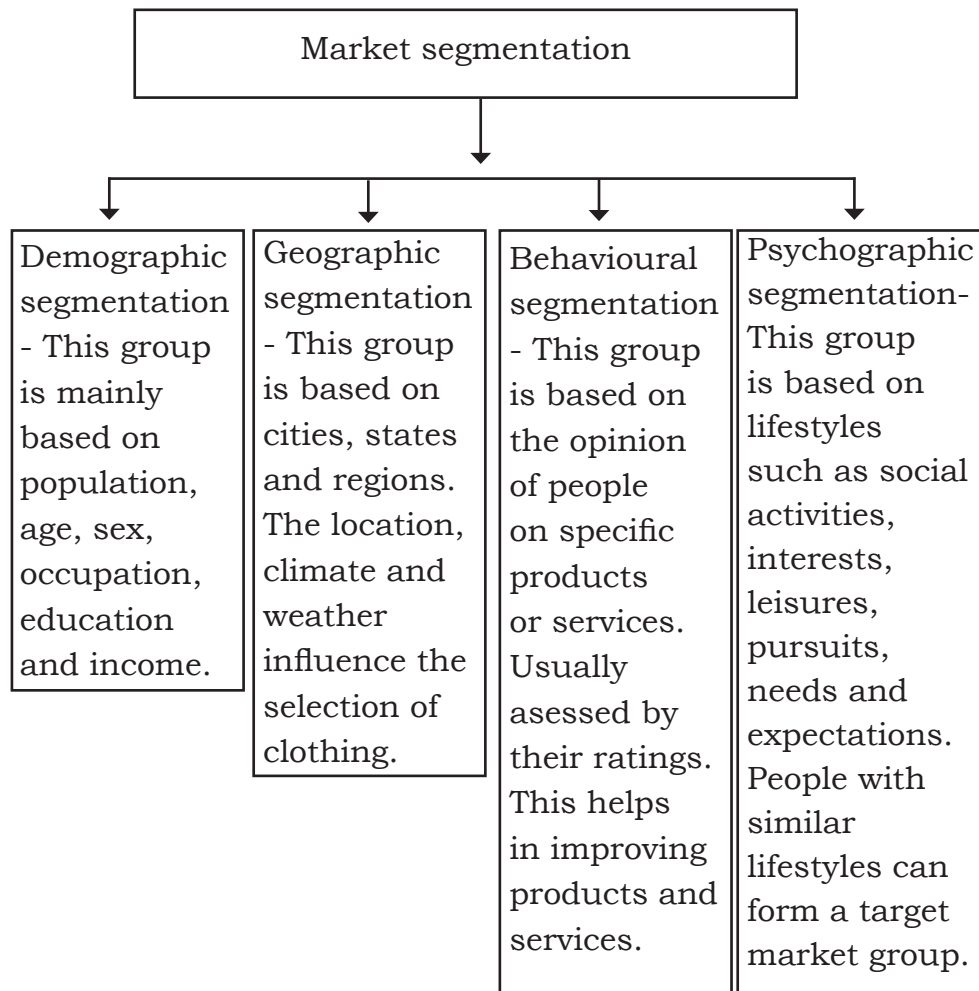 Market segmentation
Demographic
segmentation
- This group
is mainly
based on
population,
age, sex,
occupation,
education
and income.
Geographic
segmentation
- This group
is based on
cities, states
and regions.
The location,
climate and
weather
influence the
selection of
clothing.
Behavioural
segmentation
- This group
is based on
the opinion
of people
on specific
products
or services.
Usually
asessed by
their ratings.
This helps
in improving
products and
services.
Psychographic
segmentation-
This group
is based on
lifestyles
such as social
activities,
interests,
leisures,
pursuits,
needs and
expectations.
People with
similar
lifestyles can
form a target
market group.